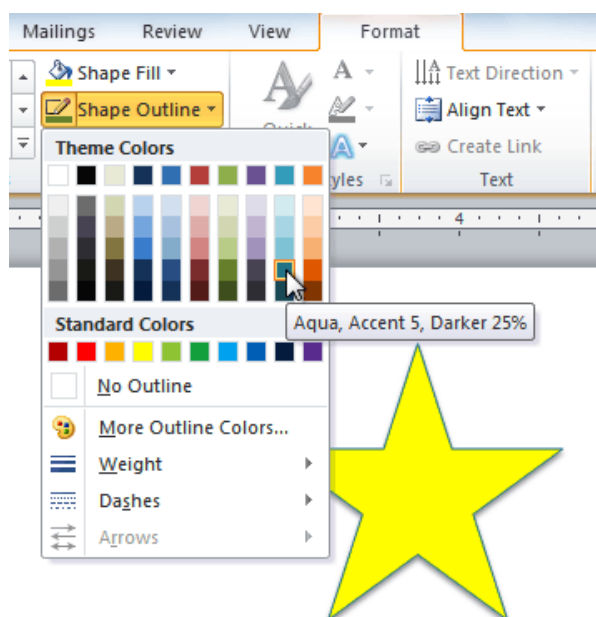 Mailings Review View Format
Shape Fill
A
Text Direction
Shape Outline
Align Text
A
Create Link
Theme Colors
Text
4
Aqua, Accent 5, Darker 25%
Standard Colors
No Outline
More Outline Colors...
Weight
Dashes
Arrows